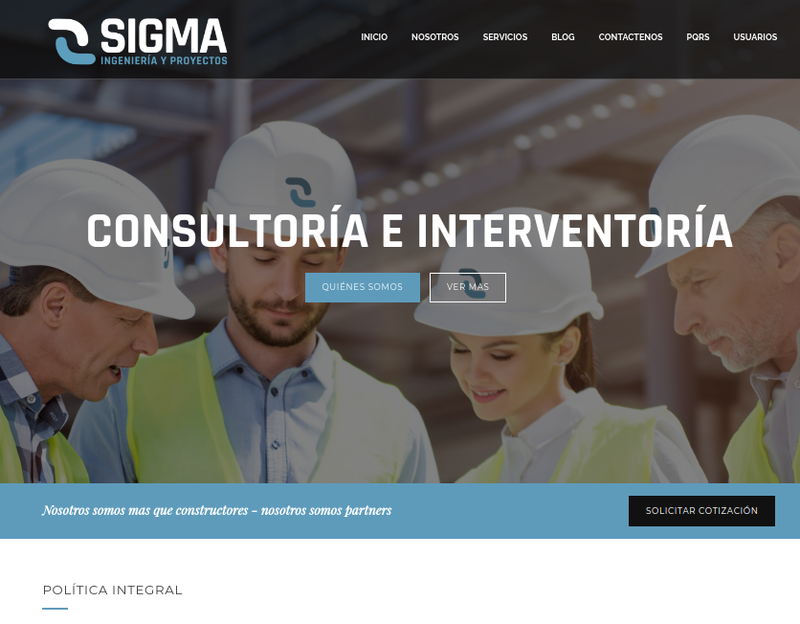 SIGMA
INGENIERÍA Y PROYECTOS
INICIO NOSOTROS SERVICIOS BLOG CONTACTENOS PQRS USUARIOS
CONSULTORÍA E INTERVENTORÍA
QUIÉNES SOMOS VER MAS
Nosotros somos mas que constructores – nosotros somos partners
SOLICITAR COTIZACIÓN
POLÍTICA INTEGRAL